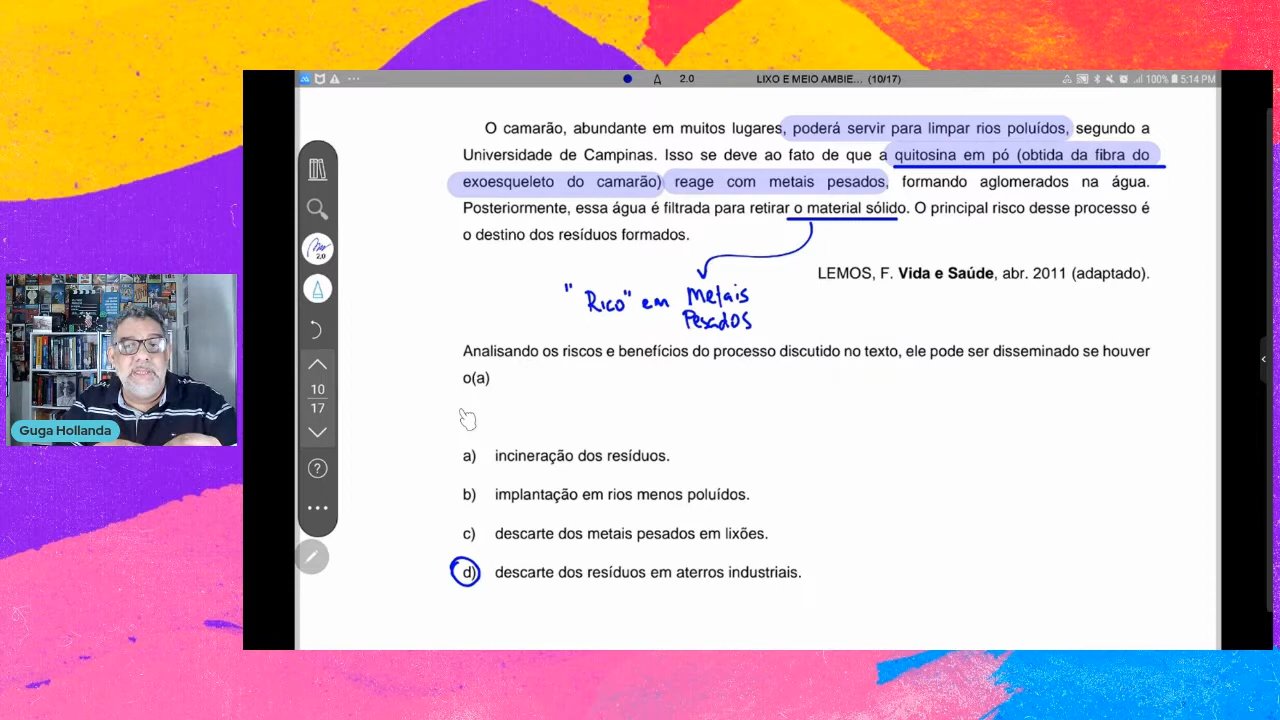 2.0
LIXO E MEIO AMBIE... (10/17)
100% 5:14 PM
O camarão, abundante em muitos lugares, poderá servir para limpar rios poluídos, segundo a
Universidade de Campinas. Isso se deve ao fato de que a quitosina em pó (obtida da fibra do
exoesqueleto do camarão) reage com metais pesados, formando aglomerados na água.
Posteriormente, essa água é filtrada para retirar o material sólido. O principal risco desse processo é
o destino dos resíduos formados.
LEMOS, F. Vida e Saúde, abr. 2011 (adaptado).
"Rico" em Metais
Pesados
Analisando os riscos e benefícios do processo discutido no texto, ele pode ser disseminado se houver
o(a)
a) incineração dos resíduos.
b) implantação em rios menos poluídos.
c) descarte dos metais pesados em lixões.
d) descarte dos resíduos em aterros industriais.
2.0
10
17
?
Guga Hollanda